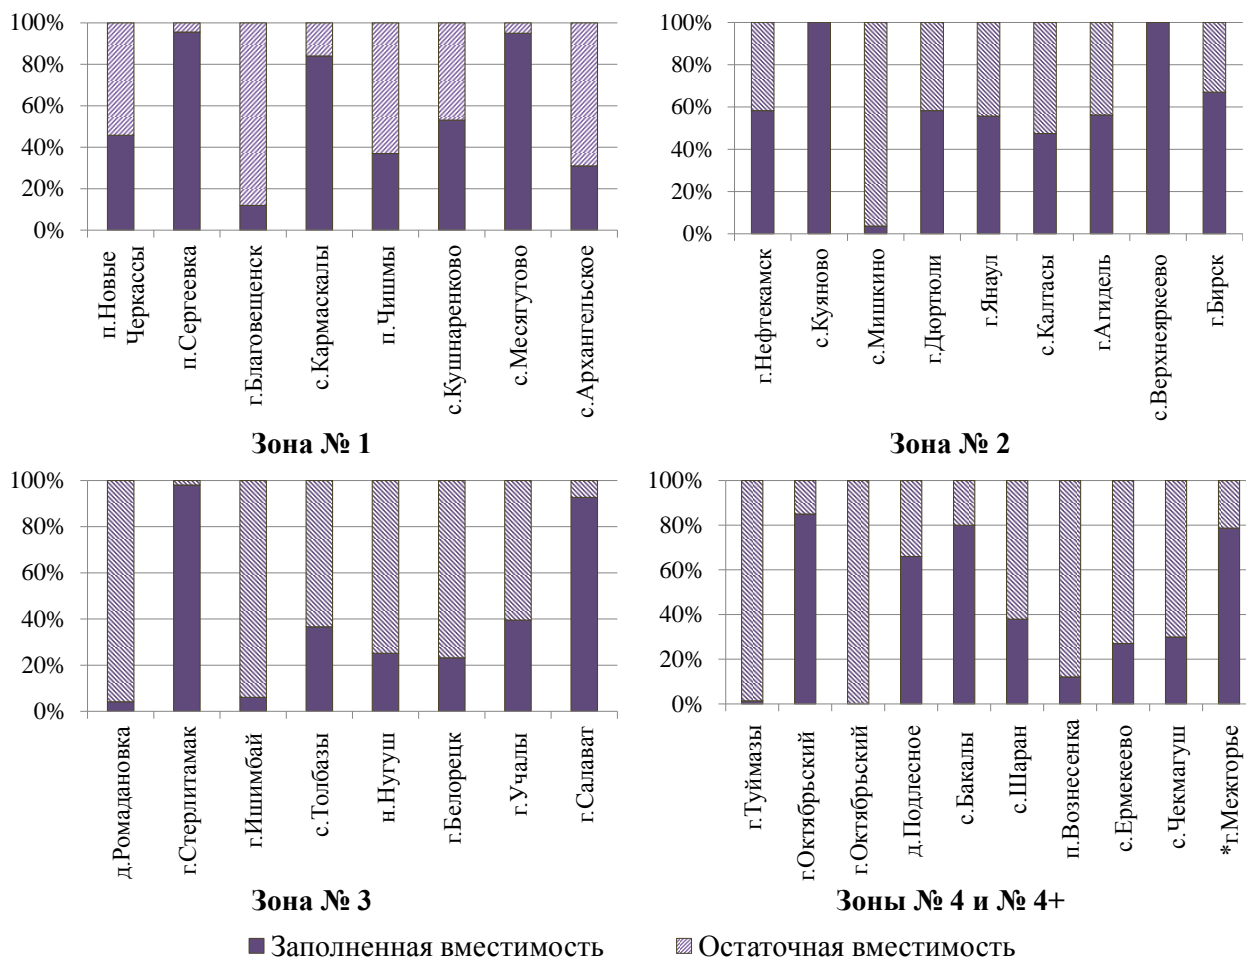 100%
80%
60%
40%
20%
0%
п.Новые
Черкассы
п.Сергеевка
г.Благовещенск
с.Кармаскалы
п.Чишмы
с.Кушнаренково
с.Месягутово
с.Архангельское
Зона № 1
100%
80%
60%
40%
20%
0%
г.Нефтекамск
с.Куяново
с.Мишкино
г.Дюртюли
г.Янаул
с.Калтасы
г.Агидель
с.Верхнеяркеево
г.Бирск
Зона № 2
100%
80%
60%
40%
20%
0%
д.Ромадановка
г.Стерлитамак
г.Ишимбай
с.Толбазы
н.Нугуш
г.Белорецк
г.Учалы
г.Салават
Зона № 3
100%
80%
60%
40%
20%
0%
г.Туймазы
г.Октябрьский
г.Октябрьский
д.Подлесное
с.Бакалы
с.Шаран
п.Вознесенка
с.Ермекеево
с.Чекмагуш
*г.Межгорье
Зоны № 4 и № 4+
Заполненная вместимость
Остаточная вместимость